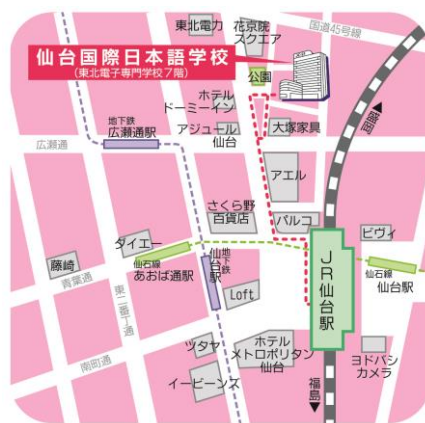 東北電力
花京院
スクエア
国道45号線
仙台国際日本語学校
(東北電子専門学校7階)
公園
ホテル
ドーミーイン
▲盛岡
地下鉄
広瀬通駅
アジュール
仙台
大塚家具
広瀬通
アエル
さくら野
百貨店
パルコ
ダイエー
ビヴィ
藤崎
仙石線
あおば通駅
地下鉄
仙台駅
JR仙台駅
仙石線
仙台駅
青葉通
東二番丁通
Loft
ツタヤ
ホテル
メトロポリタン
仙台
ヨドバシ
カメラ
南町通
イービーンズ
福島▼